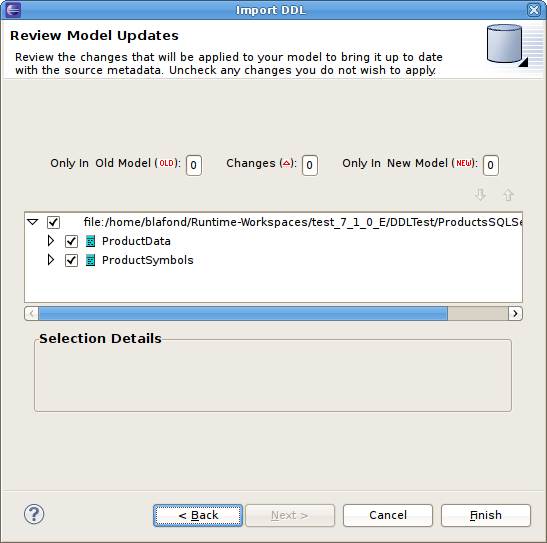 Import DDL
Review Model Updates
Review the changes that will be applied to your model to bring it up to date
with the source metadata. Uncheck any changes you do not wish to apply.
Only In Old Model (OLD): 0 Changes ( ): 0 Only In New Model (NEW): 0
file:/home/blafond/Runtime-Workspaces/test_7_1_0_E/DDLTest/ProductsSQLSe
ProductData
ProductSymbols
Selection Details
< Back Next > Cancel Finish